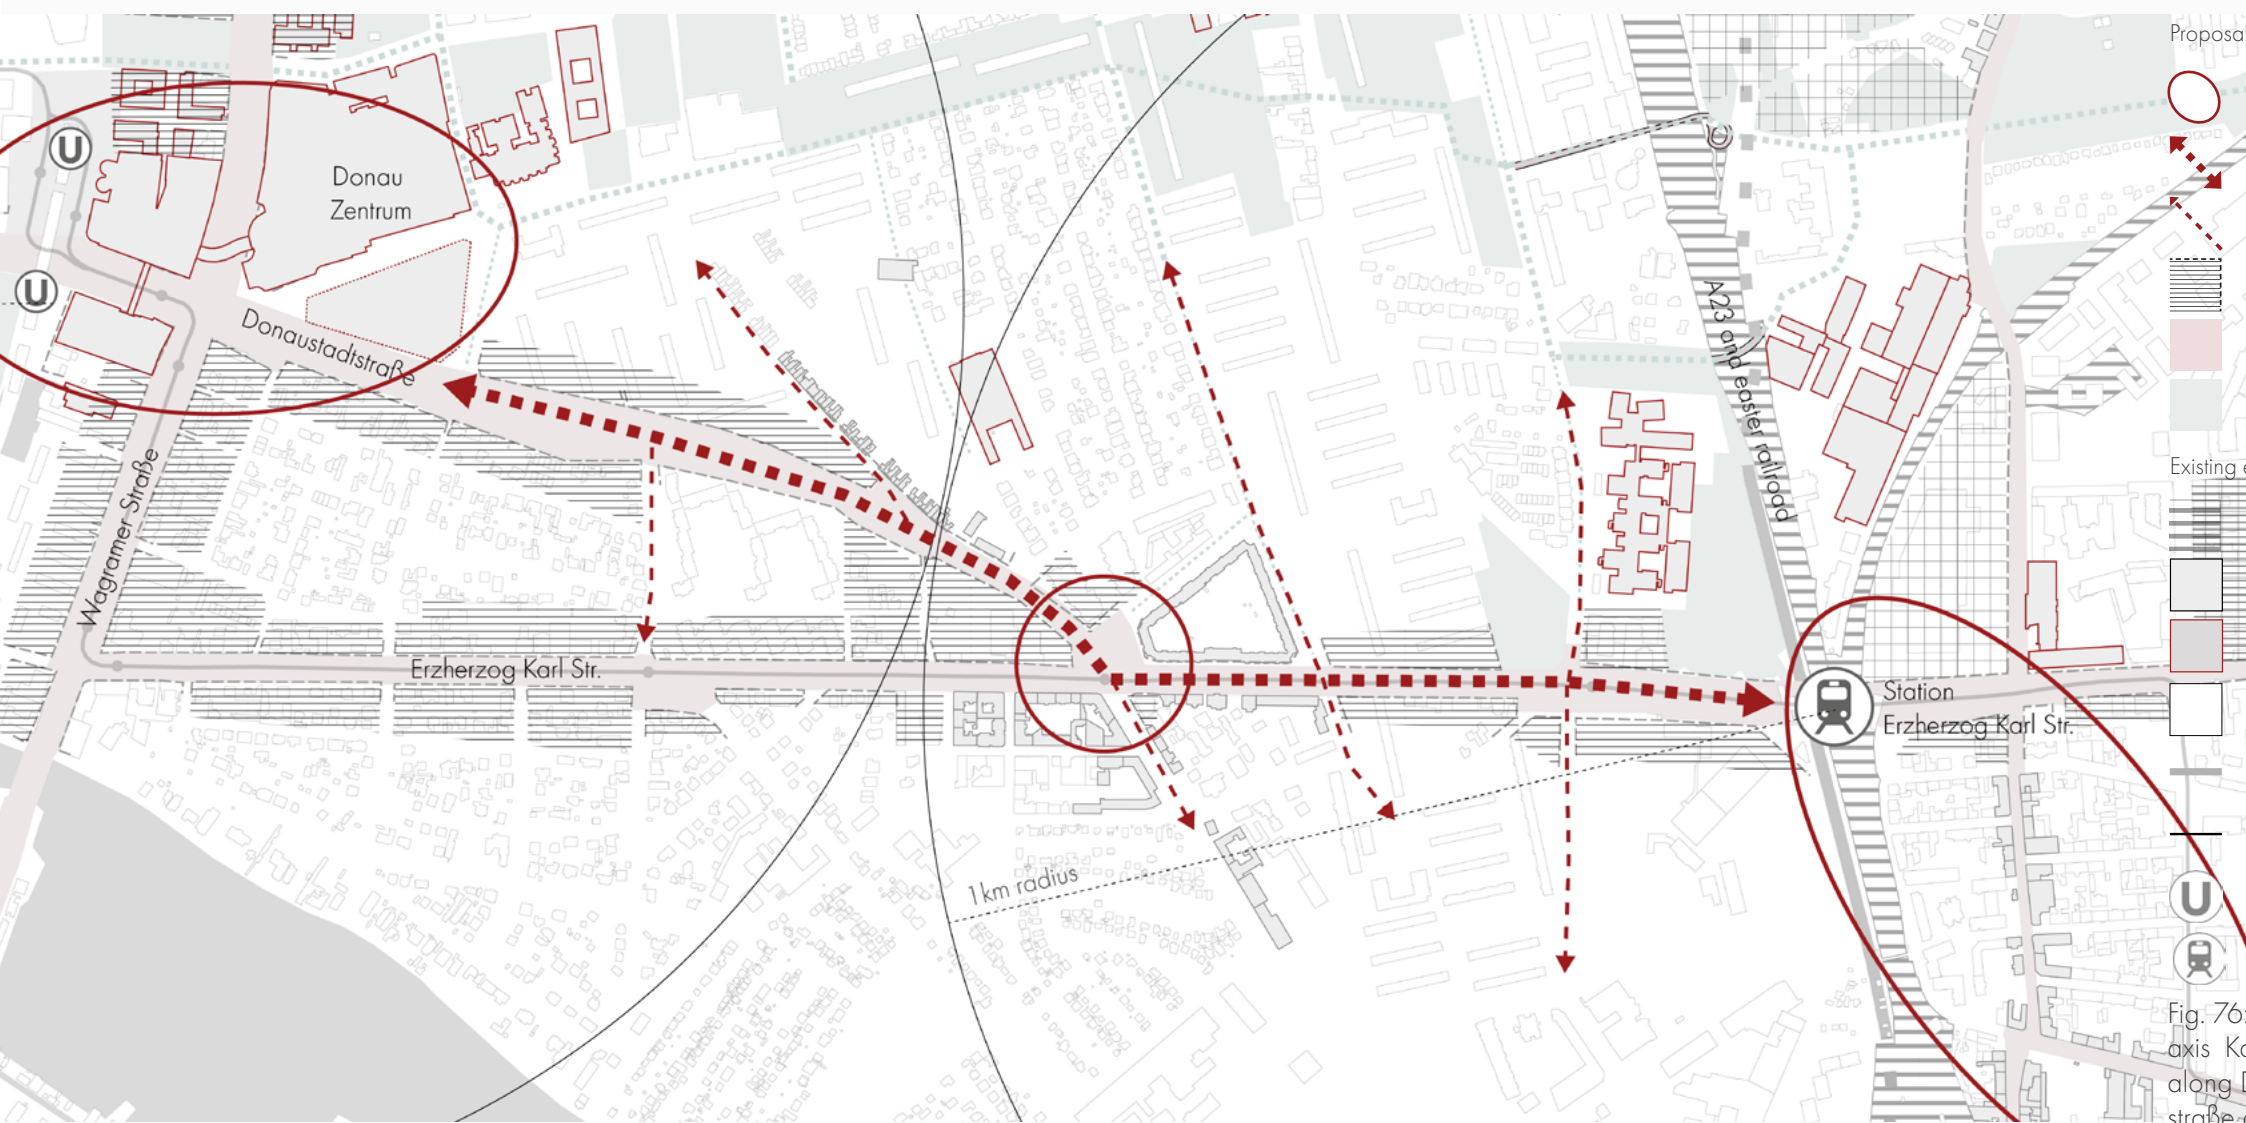 Proposa
U
Donau
Zentrum
U
Donaustadtstraße
A23 and easter railroad
Wagramer Straße
Existing e
Erzherzog Karl Str.
Station
Erzherzog Karl Str.
1km radius
U
Fig. 76:
axis Ka
along D
straße